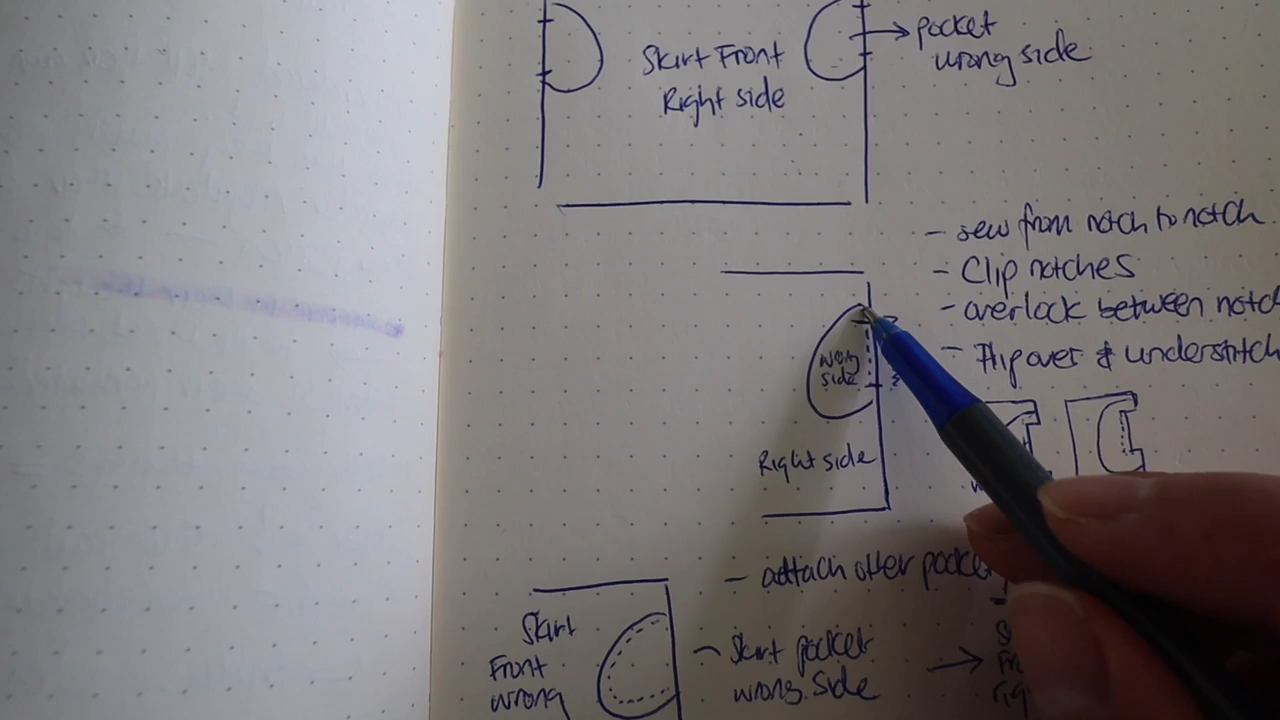 Skirt Front
Right side
pocket
wrong side
- sew from notch to notch
- Clip notches
- overlock between notc
- Flip over & understitch
wrong
side
Right side
- attach other pocket
Skirt
Front
wrong
Skirt pocket
wrong side